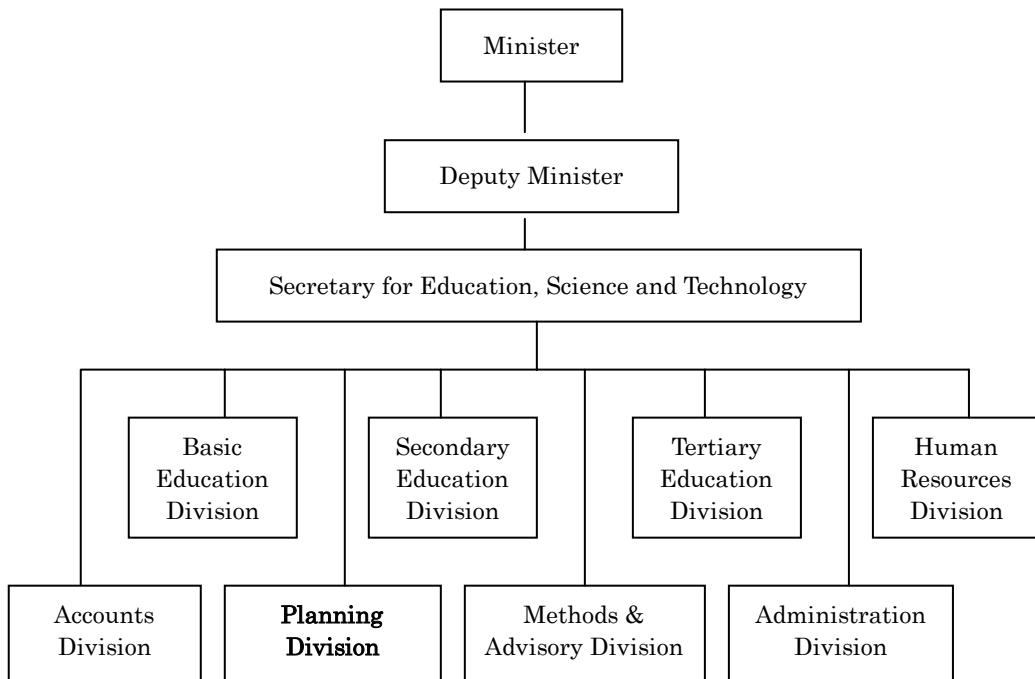 Minister
Deputy Minister
Secretary for Education, Science and Technology
Basic
Education
Division
Secondary
Education
Division
Tertiary
Education
Division
Human
Resources
Division
Accounts
Division
Planning
Division
Methods &
Advisory Division
Administration
Division